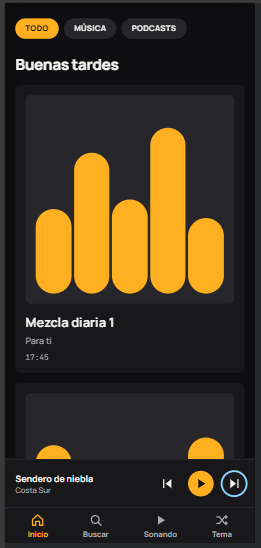 TODO MÚSICA PODCASTS
Buenas tardes
Mezcla diaria 1
Para ti
17:45
Sendero de niebla
Costa Sur
Inicio Buscar Sonando Tema